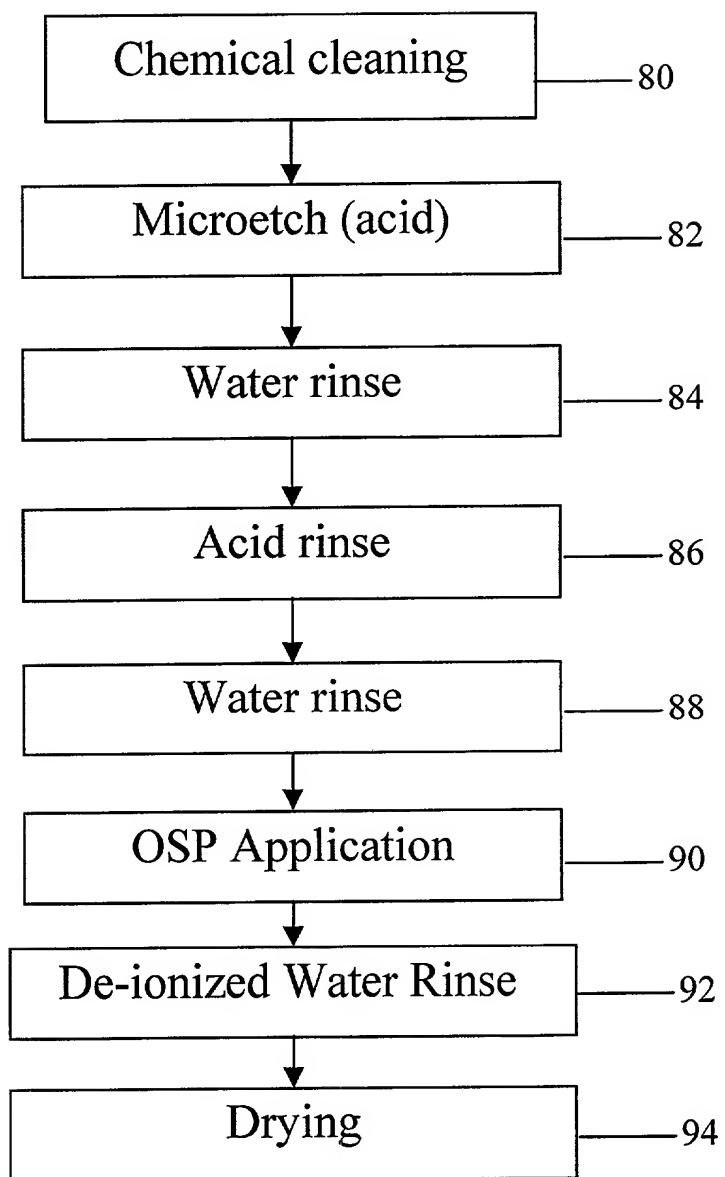 Chemical cleaning
80
Microetch (acid)
82
Water rinse
84
Acid rinse
86
Water rinse
88
OSP Application
90
De-ionized Water Rinse
92
Drying
94